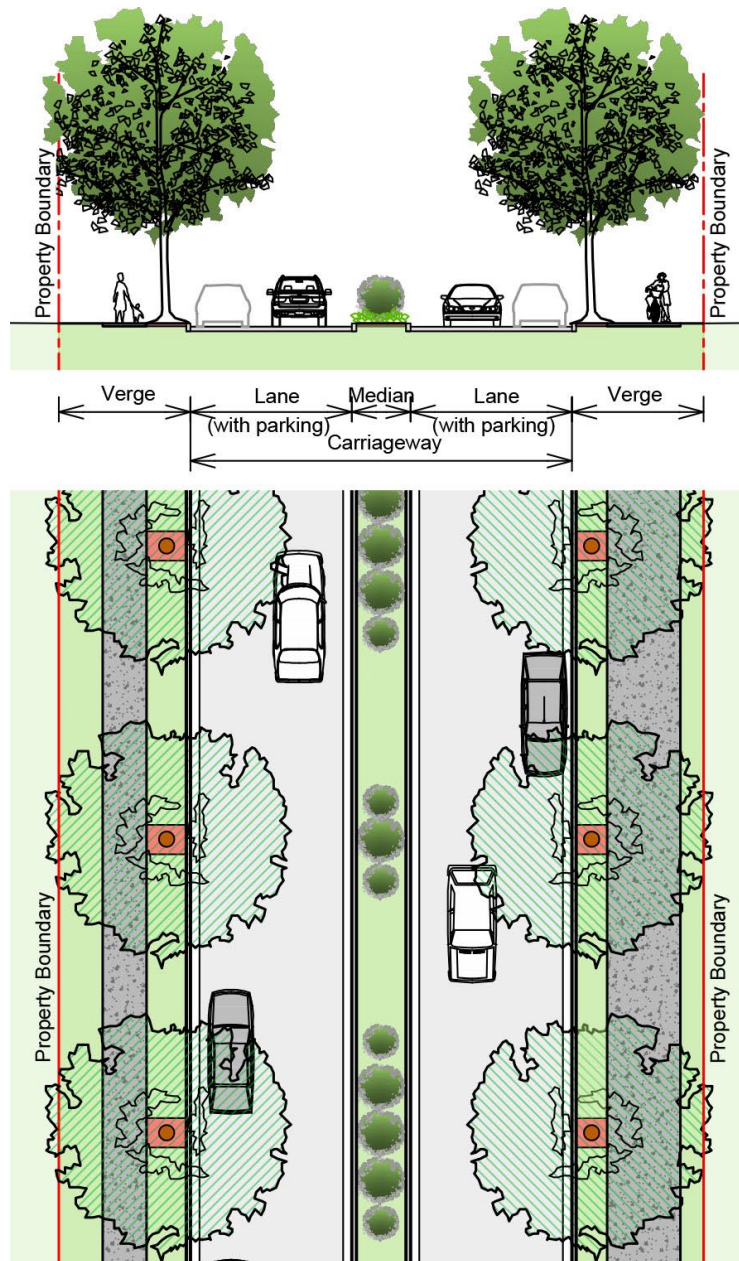 Property Boundary
Property Boundary
Verge
Lane
(with parking)
Median
Lane
(with parking)
Verge
Carriageway
Property Boundary
Property Boundary